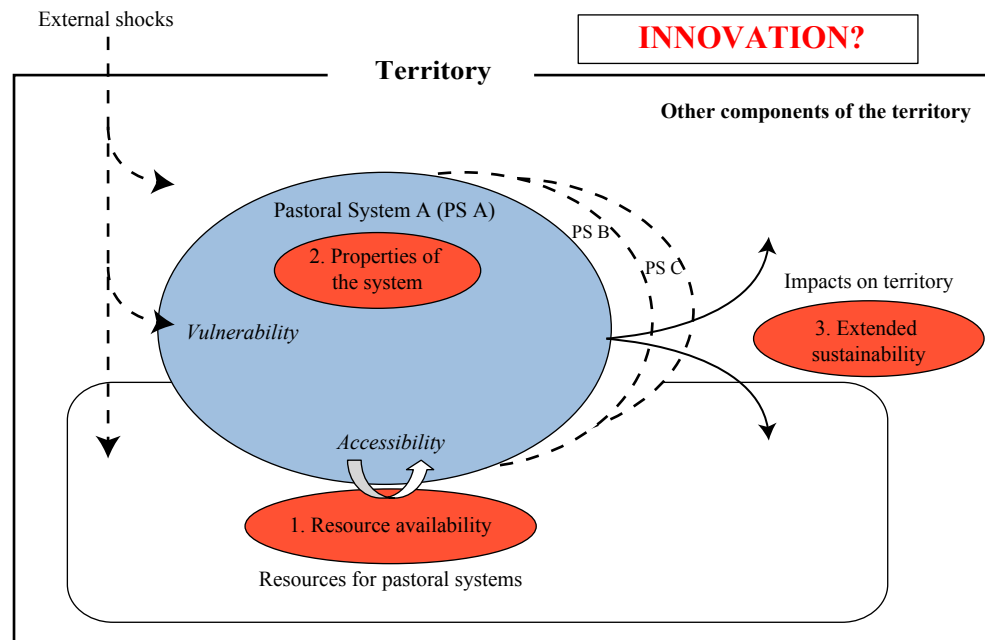 External shocks
INNOVATION?
Territory
Other components of the territory
Pastoral System A (PS A)
PS B
2. Properties of
the system
PS C
Impacts on territory
Vulnerability
3. Extended
sustainability
Accessibility
1. Resource availability
Resources for pastoral systems